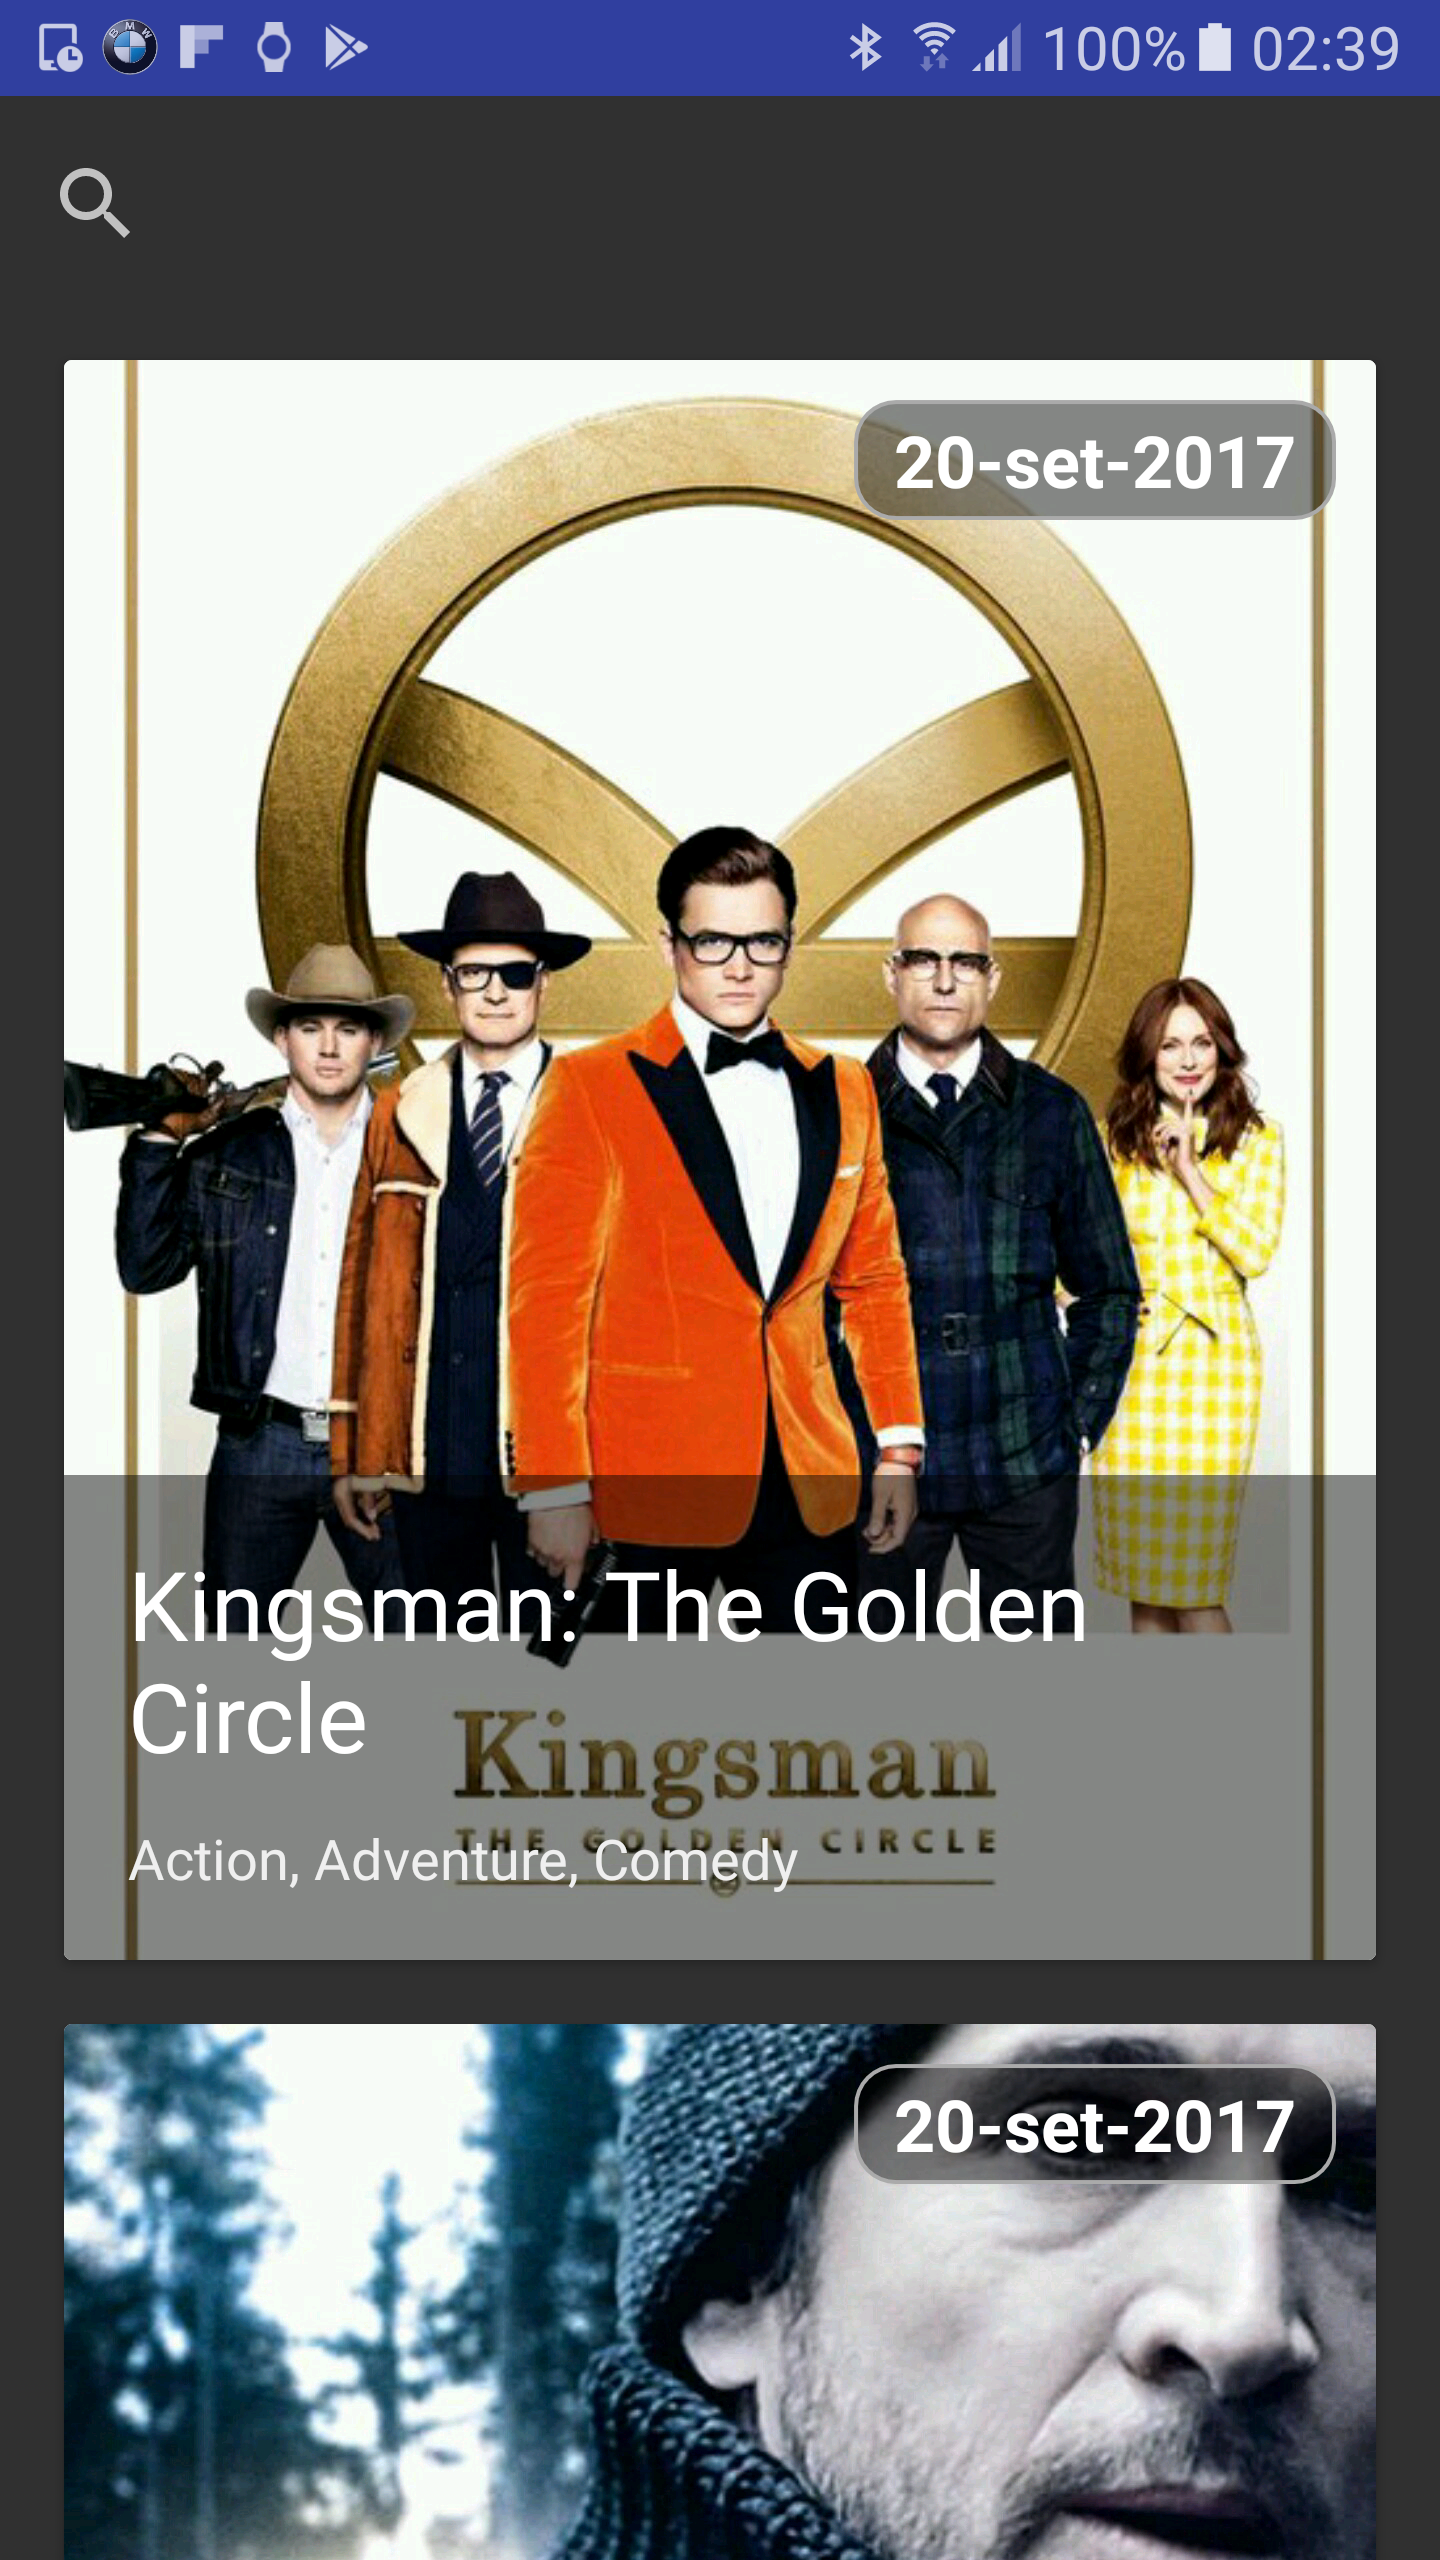 100% 02:39
20-set-2017
Kingsman: The Golden
Circle
Kingsman
THE GOLDEN CIRCLE
Action, Adventure, Comedy
20-set-2017